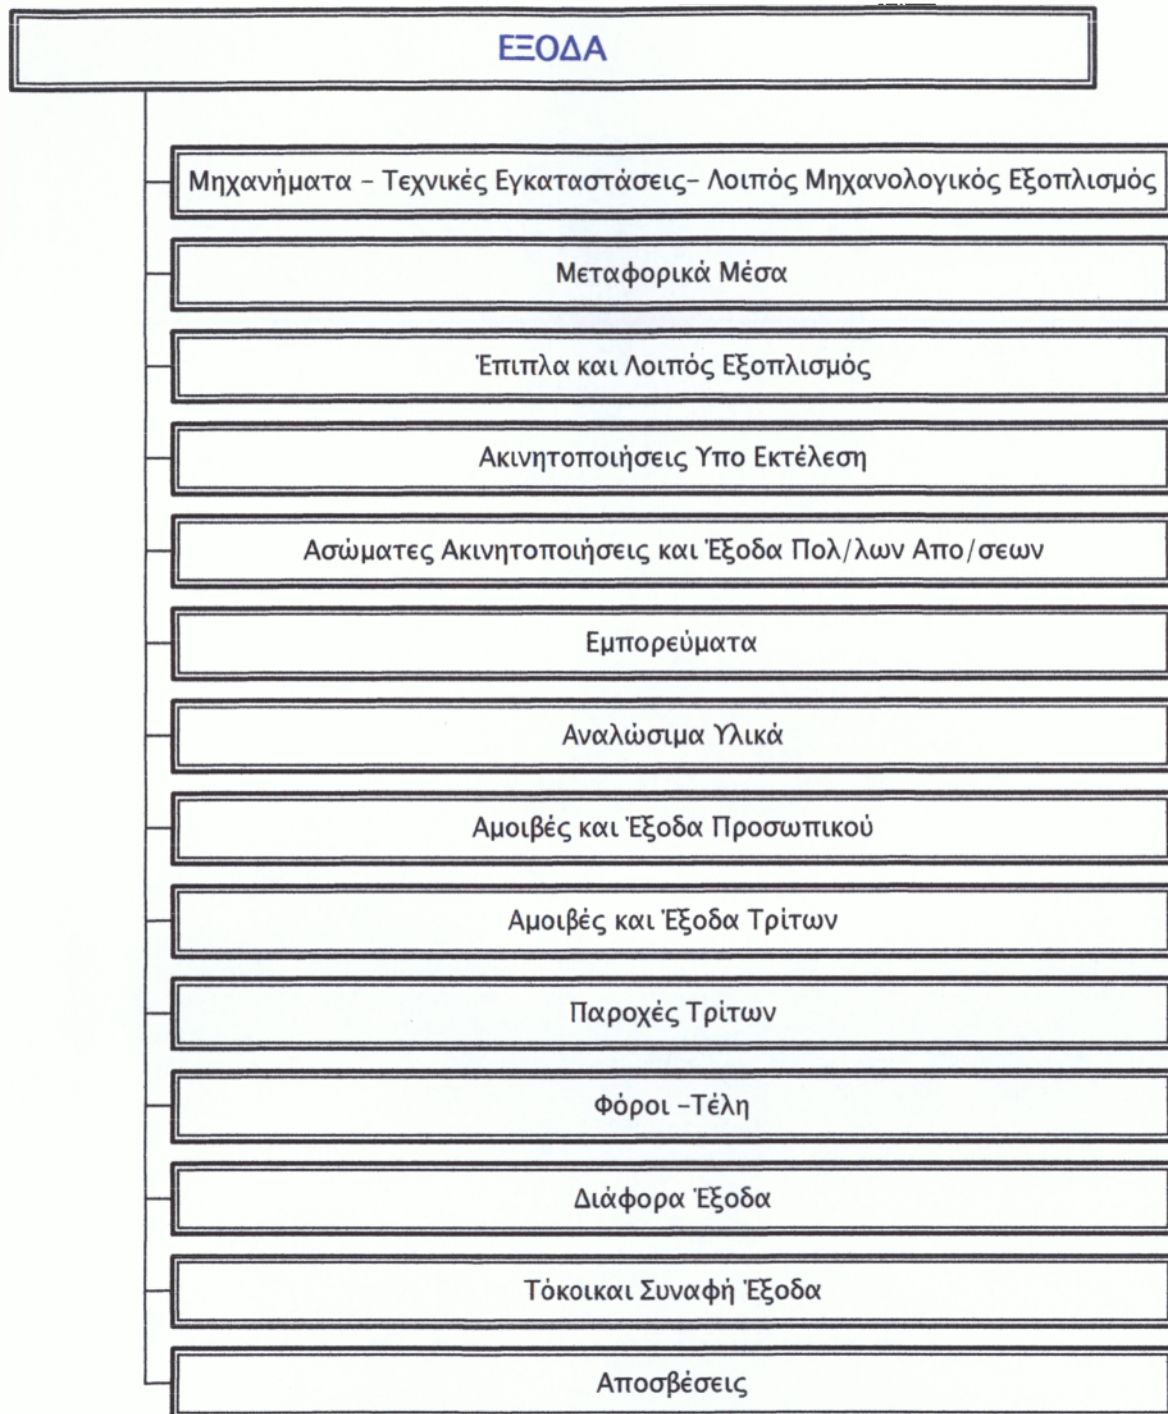 ΕΞΟΔΑ
Μηχανήματα – Τεχνικές Εγκαταστάσεις– Λοιπός Μηχανολογικός Εξοπλισμός
Μεταφορικά Μέσα
Έπιπλα και Λοιπός Εξοπλισμός
Ακινητοποιήσεις Υπο Εκτέλεση
Ασώματες Ακινητοποιήσεις και Έξοδα Πολ/λων Απο/σεων
Εμπορεύματα
Αναλώσιμα Υλικά
Αμοιβές και Έξοδα Προσωπικού
Αμοιβές και Έξοδα Τρίτων
Παροχές Τρίτων
Φόροι –Τέλη
Διάφορα Έξοδα
Τόκοικαι Συναφή Έξοδα
Αποσβέσεις